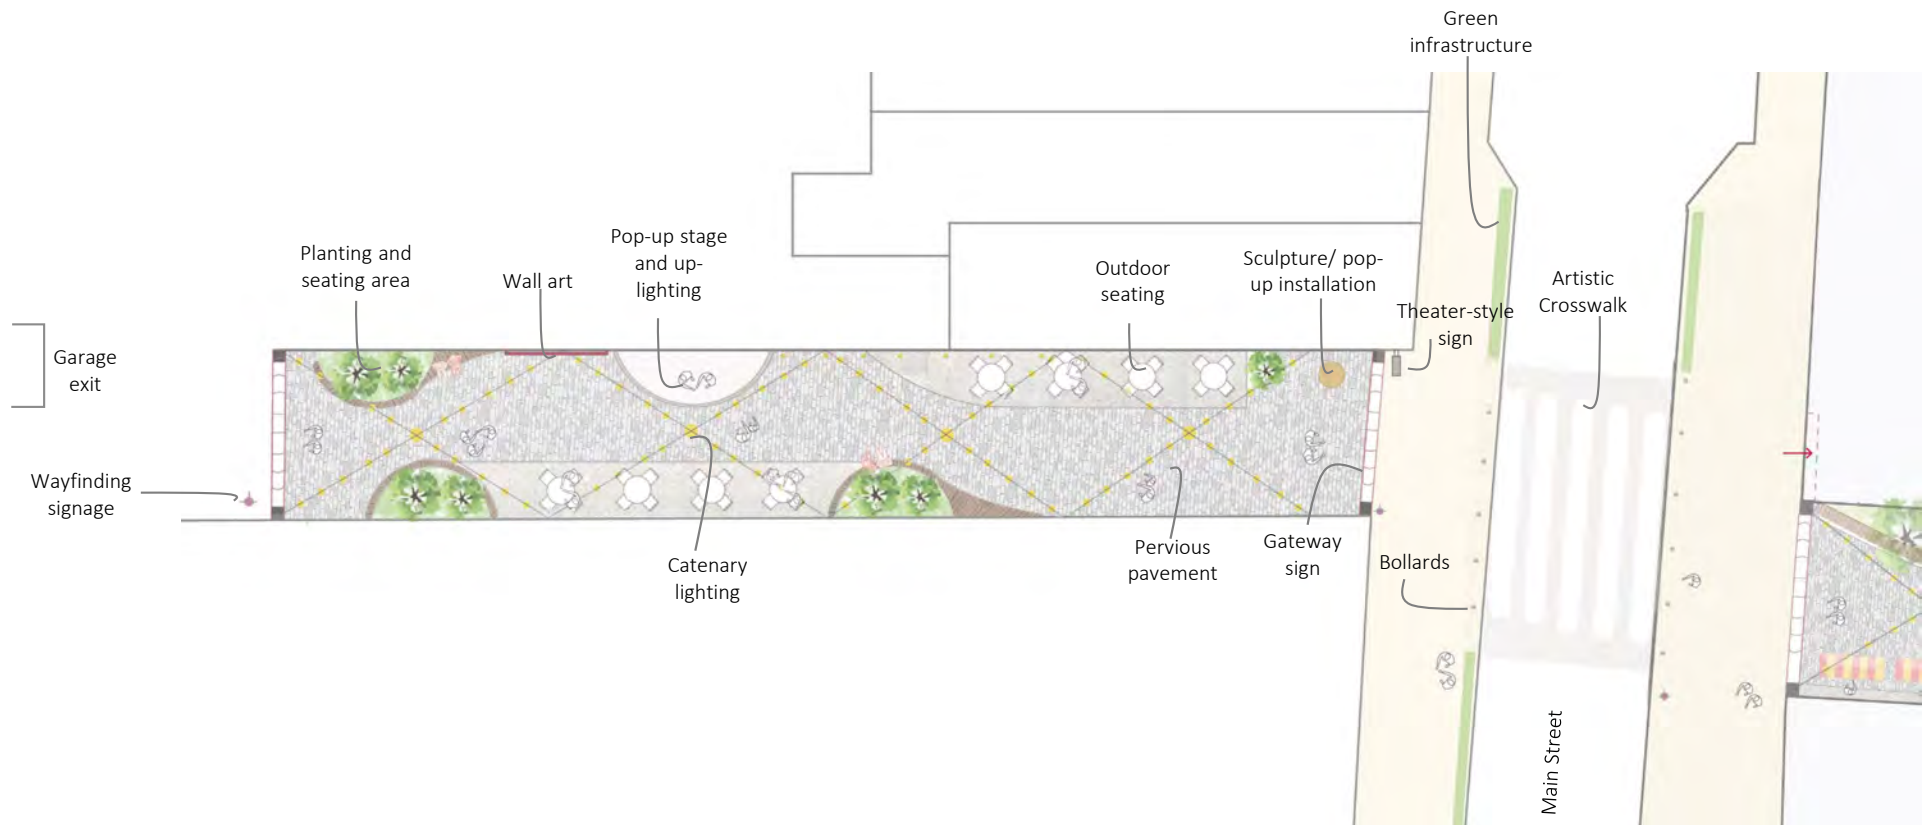 Green
infrastructure
Pop-up stage
and up-
lighting
Planting and
seating area
Wall art
Outdoor
seating
Sculpture/ pop-
up installation
Artistic
Crosswalk
Theater-style
sign
Garage
exit
Wayfinding
signage
Catenary
lighting
Pervious
pavement
Gateway
sign
Bollards
Main Street